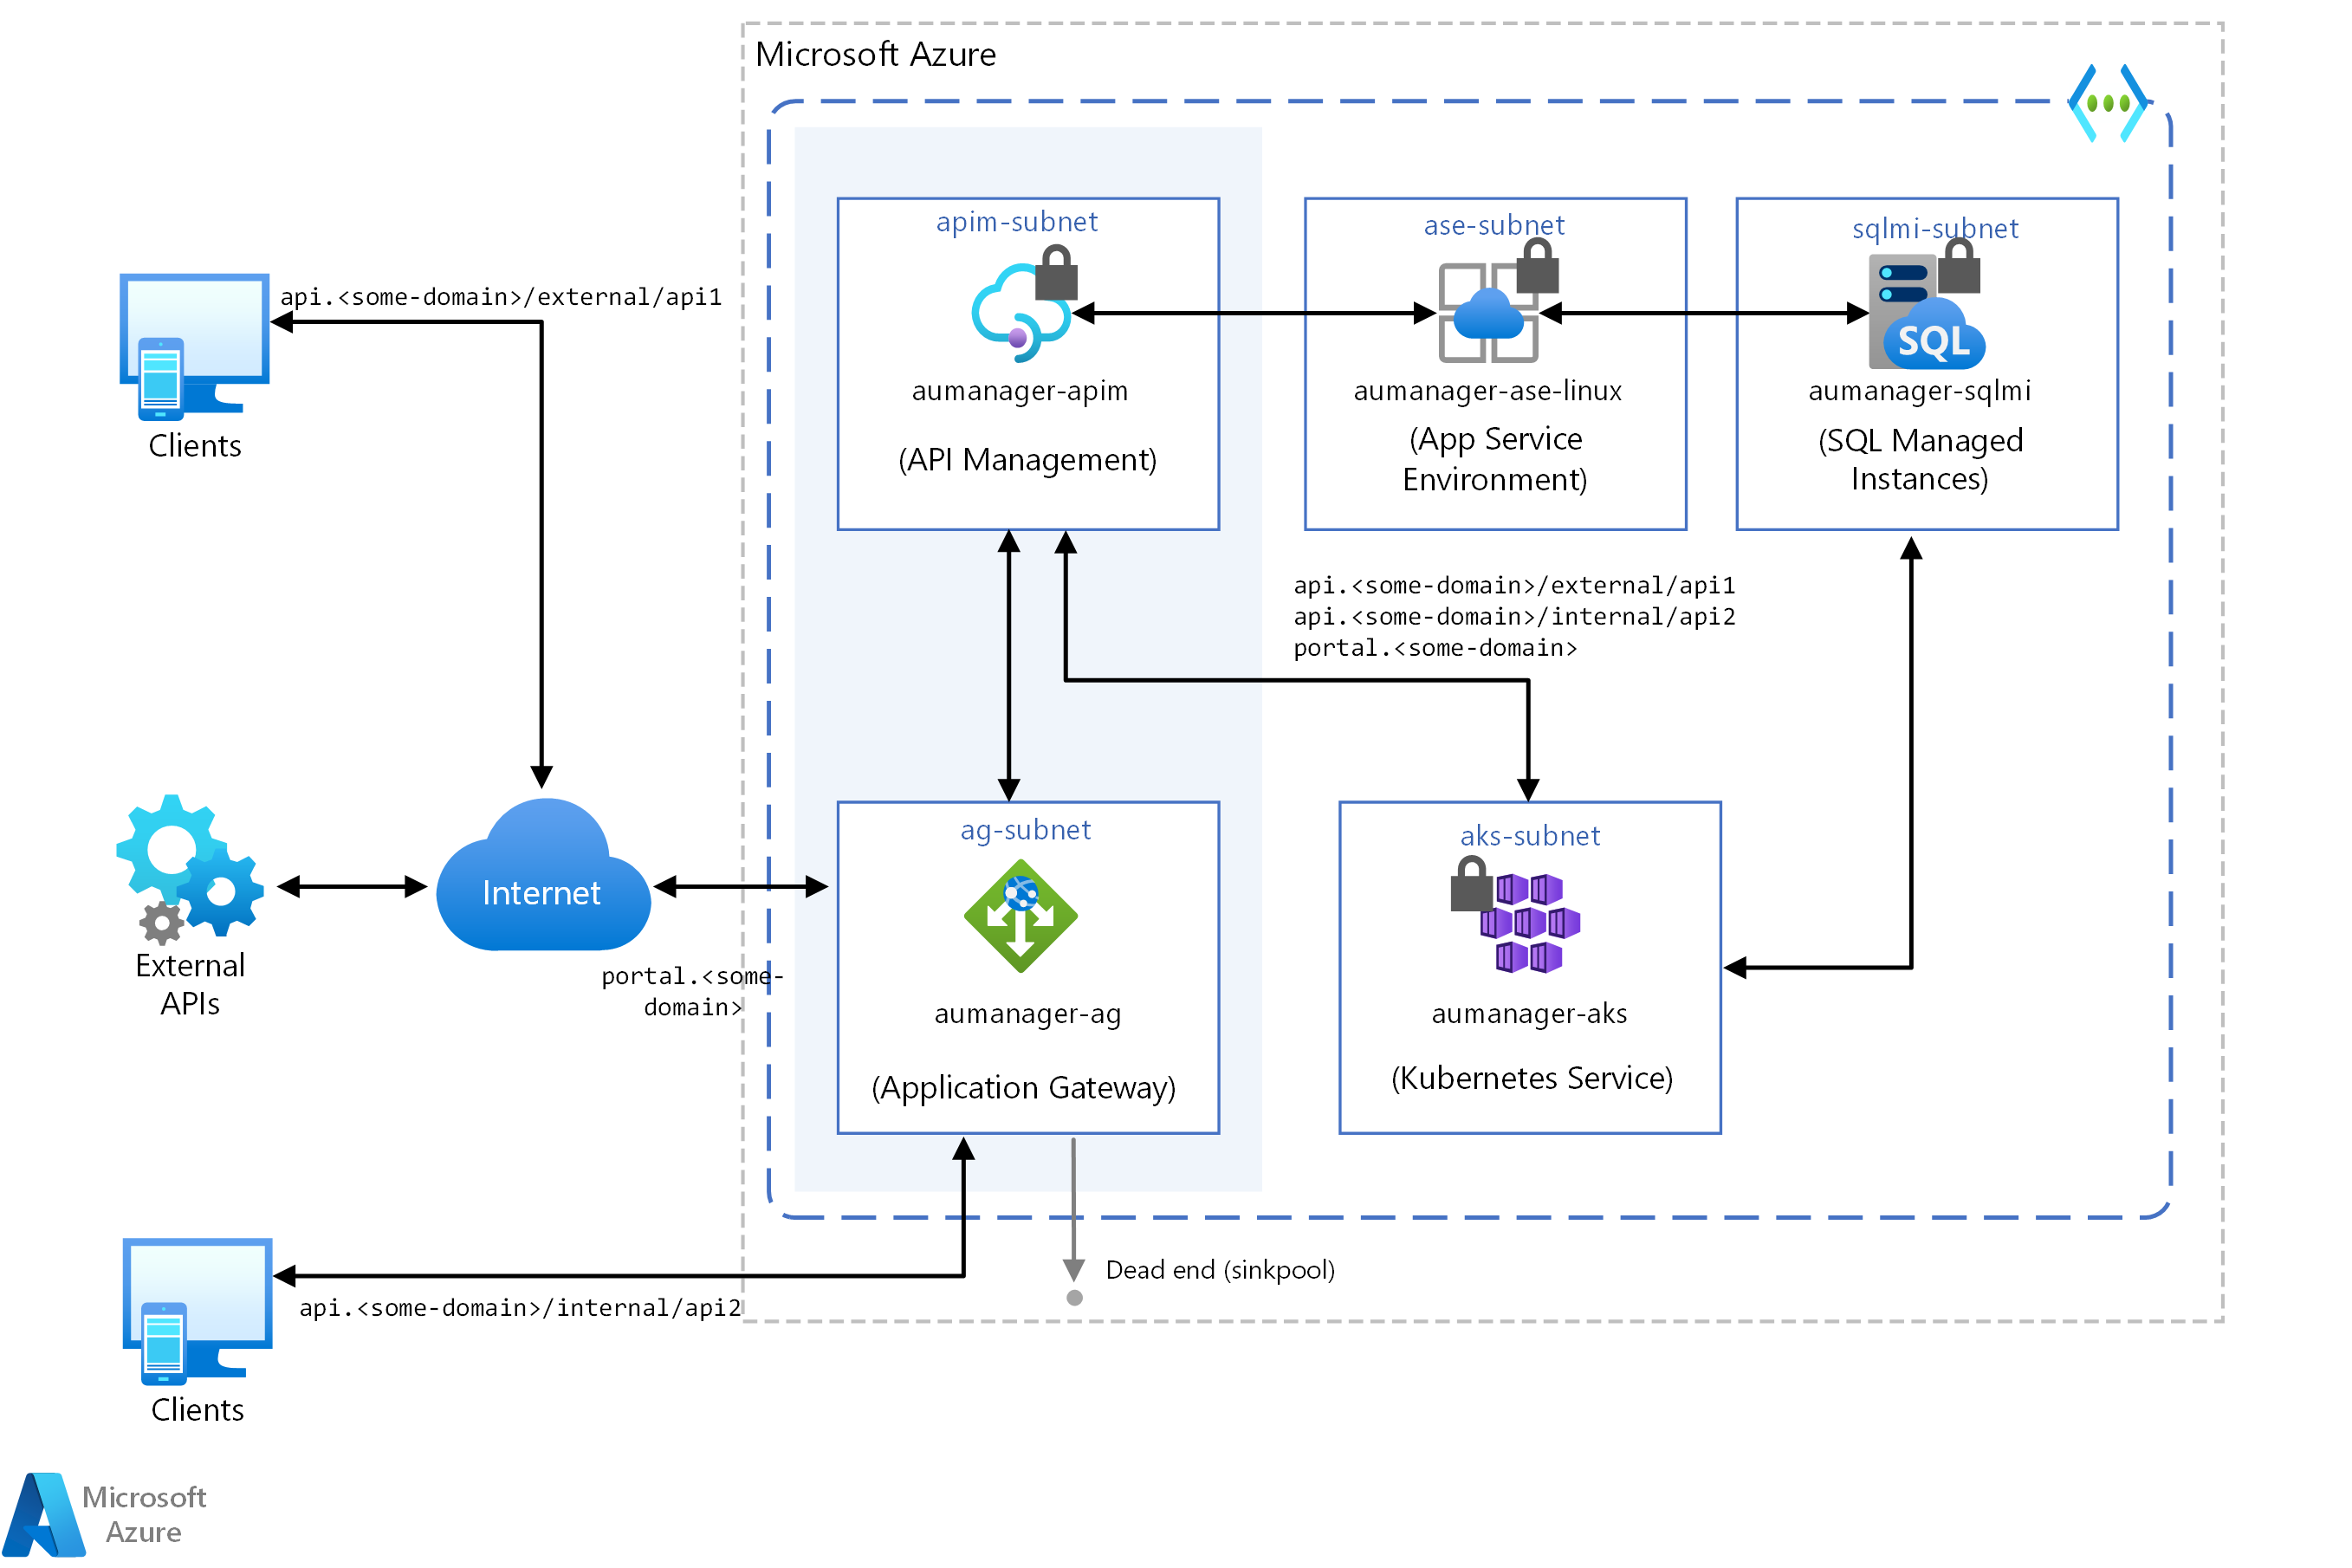 Microsoft Azure
apim-subnet
aumanager-apim
(API Management)
ase-subnet
aumanager-ase-linux
(App Service
Environment)
sqlmi-subnet
SQL
aumanager-sqlmi
(SQL Managed
Instances)
api.<some-domain>/external/api1
Clients
api.<some-domain>/external/api1
api.<some-domain>/internal/api2
portal.<some-domain>
External
APIs
Internet
portal.<some-
domain>
ag-subnet
aumanager-ag
(Application Gateway)
aks-subnet
aumanager-aks
(Kubernetes Service)
Dead end (sinkpool)
api.<some-domain>/internal/api2
Clients
Microsoft
Azure